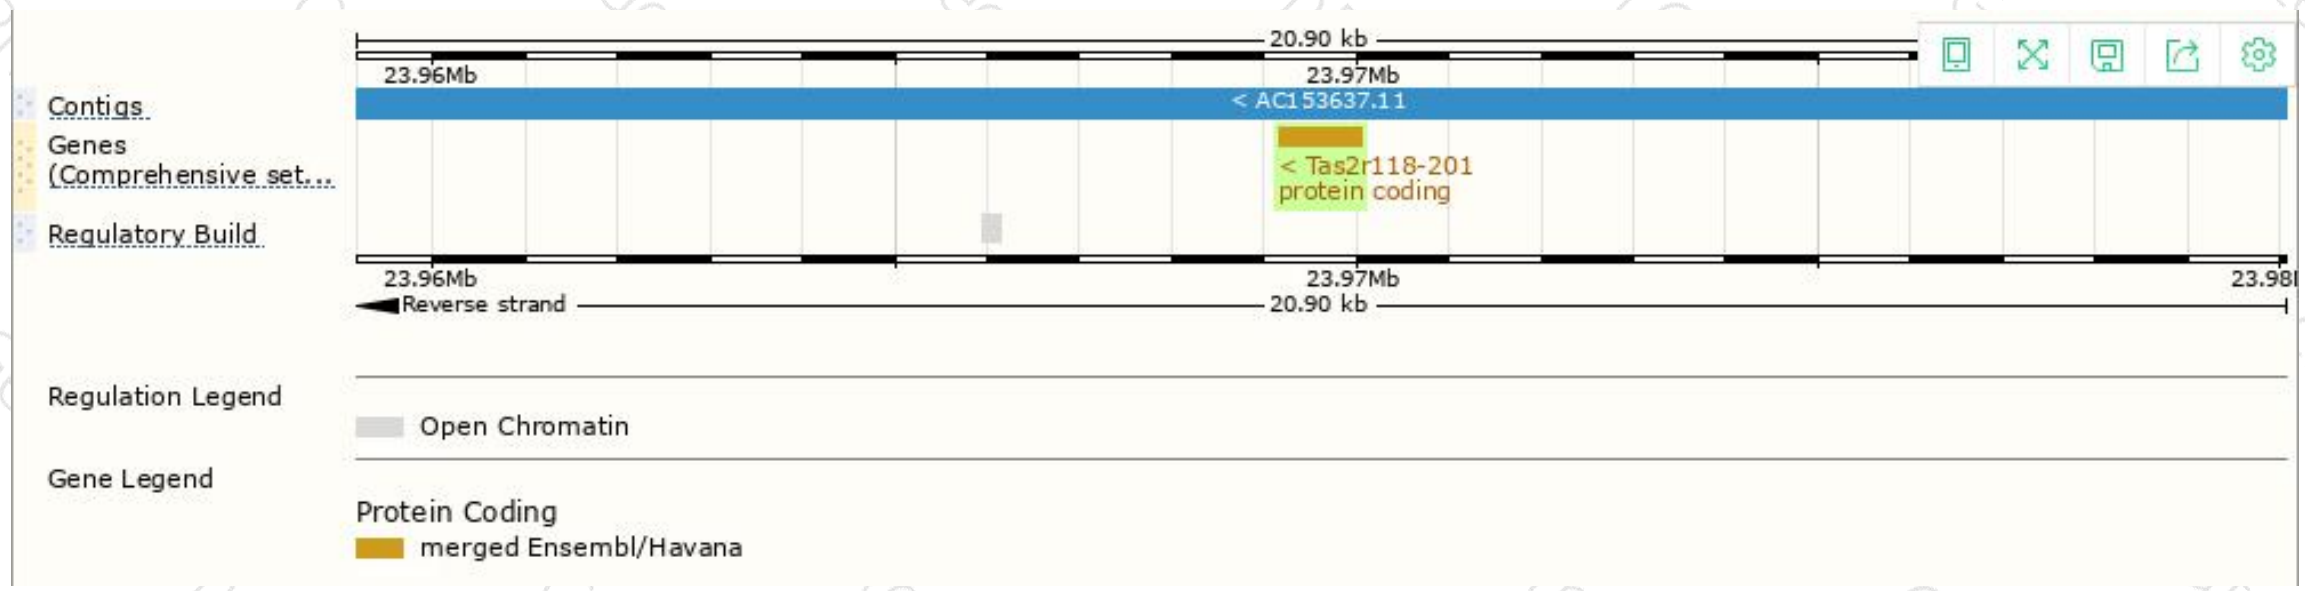 20.90 kb
23.96Mb 23.97Mb
Contigs < AC153637.11
Genes
(Comprehensive set...
< Tas2r118-201
protein coding
Regulatory Build
23.96Mb 23.97Mb 23.98
Reverse strand 20.90 kb
Regulation Legend
Open Chromatin
Gene Legend
Protein Coding
merged Ensembl/Havana